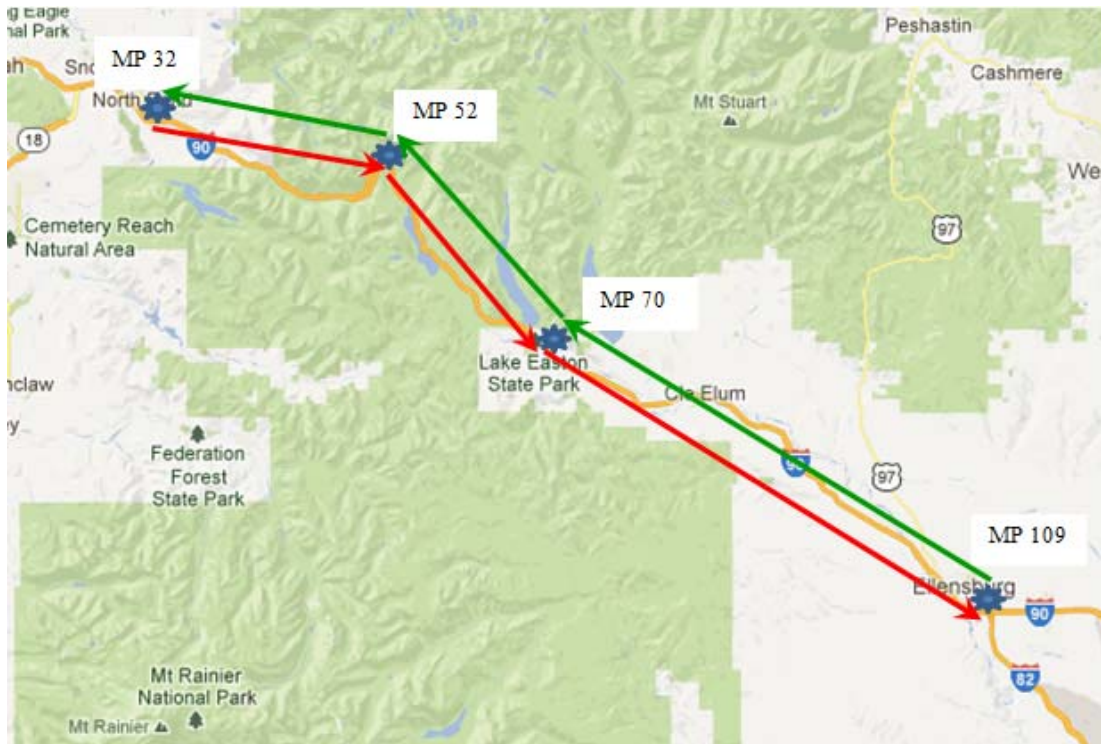 g Eagle
nal Park
Peshastin
MP 32
Cashmere
North
MP 52
Mt Stuart
18
90
We
97
Cemetery Reach
Natural Area
MP 70
Lake Easton
State Park
nclaw
Cle Elum
y
Federation
Forest
State Park
90
97
MP 109
Ellensburg
90
82
Mt Rainier
National Park
Mt Rainier